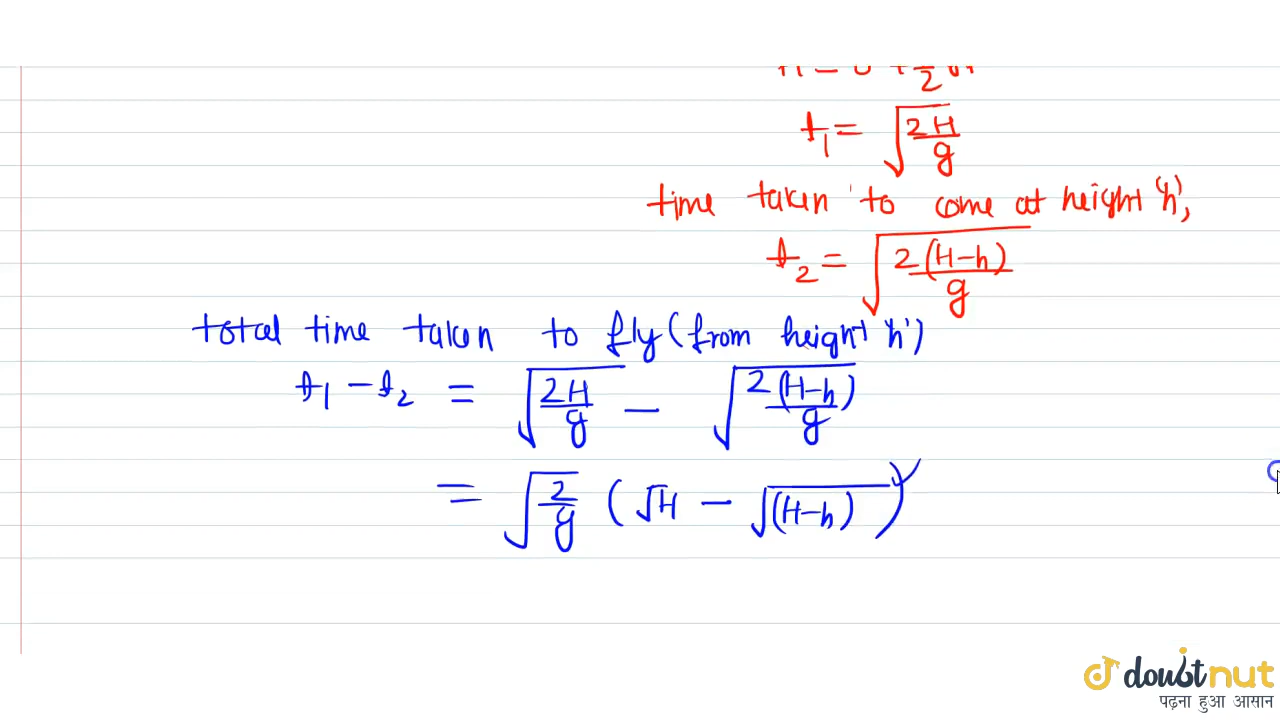 t₁ = √(2H/g)
time taken to come at height 'h',
t₂ = √(2(H-h)/g)
total time taken to fly (from height 'h')
t₁ - t₂ = √(2H/g) - √(2(H-h)/g)
= √(2/g) (√H - √(H-h))
doubtnut
पढ़ना हुआ आसान